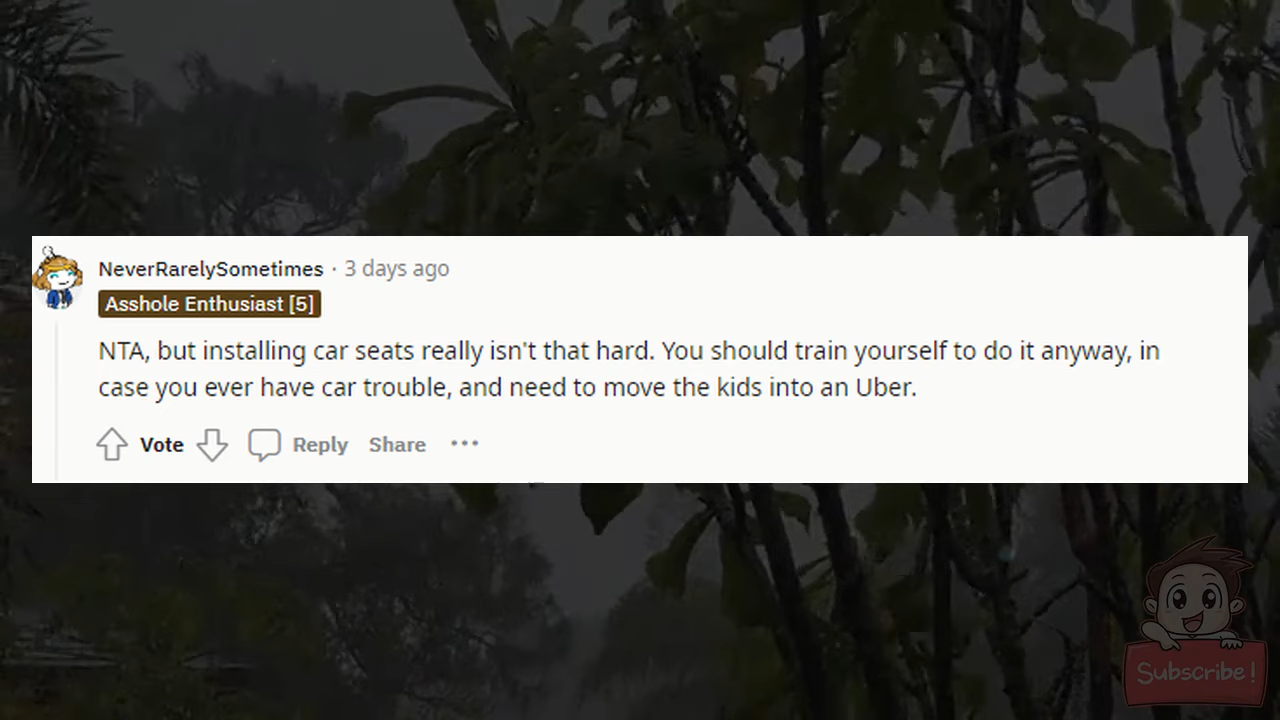 NeverRarelySometimes · 3 days ago
Asshole Enthusiast [5]
NTA, but installing car seats really isn't that hard. You should train yourself to do it anyway, in
case you ever have car trouble, and need to move the kids into an Uber.
Vote Reply Share ···
Subscribe!